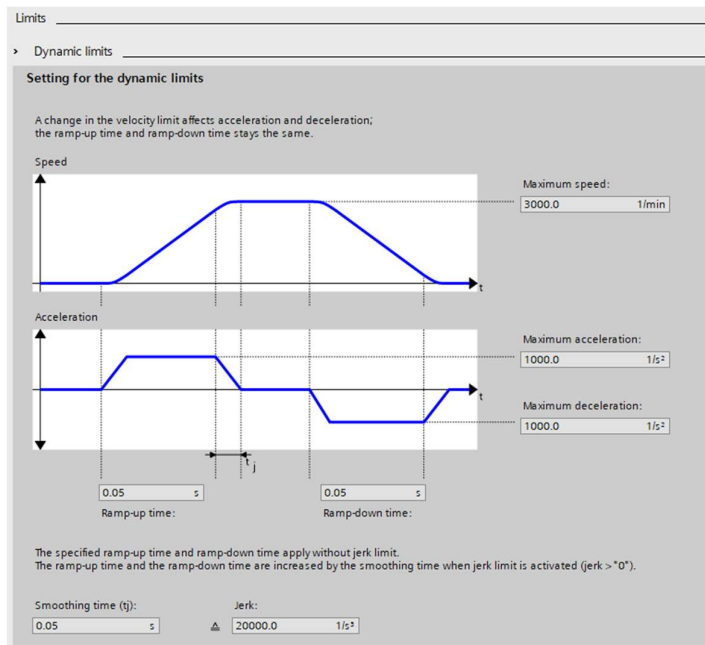 Limits
Dynamic limits
Setting for the dynamic limits
A change in the velocity limit affects acceleration and deceleration;
the ramp-up time and ramp-down time stays the same.
Speed
Maximum speed:
3000.0 1/min
t
Acceleration
Maximum acceleration:
1000.0 1/s²
t
Maximum deceleration:
1000.0 1/s²
t j
0.05 s 0.05 s
Ramp-up time: Ramp-down time:
The specified ramp-up time and ramp-down time apply without jerk limit.
The ramp-up time and the ramp-down time are increased by the smoothing time when jerk limit is activated (jerk > "0").
Smoothing time (tj): Jerk:
0.05 s ≙ 20000.0 1/s³